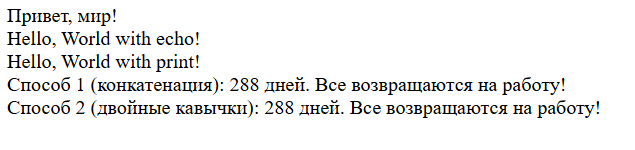 Привет, мир!
Hello, World with echo!
Hello, World with print!
Способ 1 (конкатенация): 288 дней. Все возвращаются на работу!
Способ 2 (двойные кавычки): 288 дней. Все возвращаются на работу!